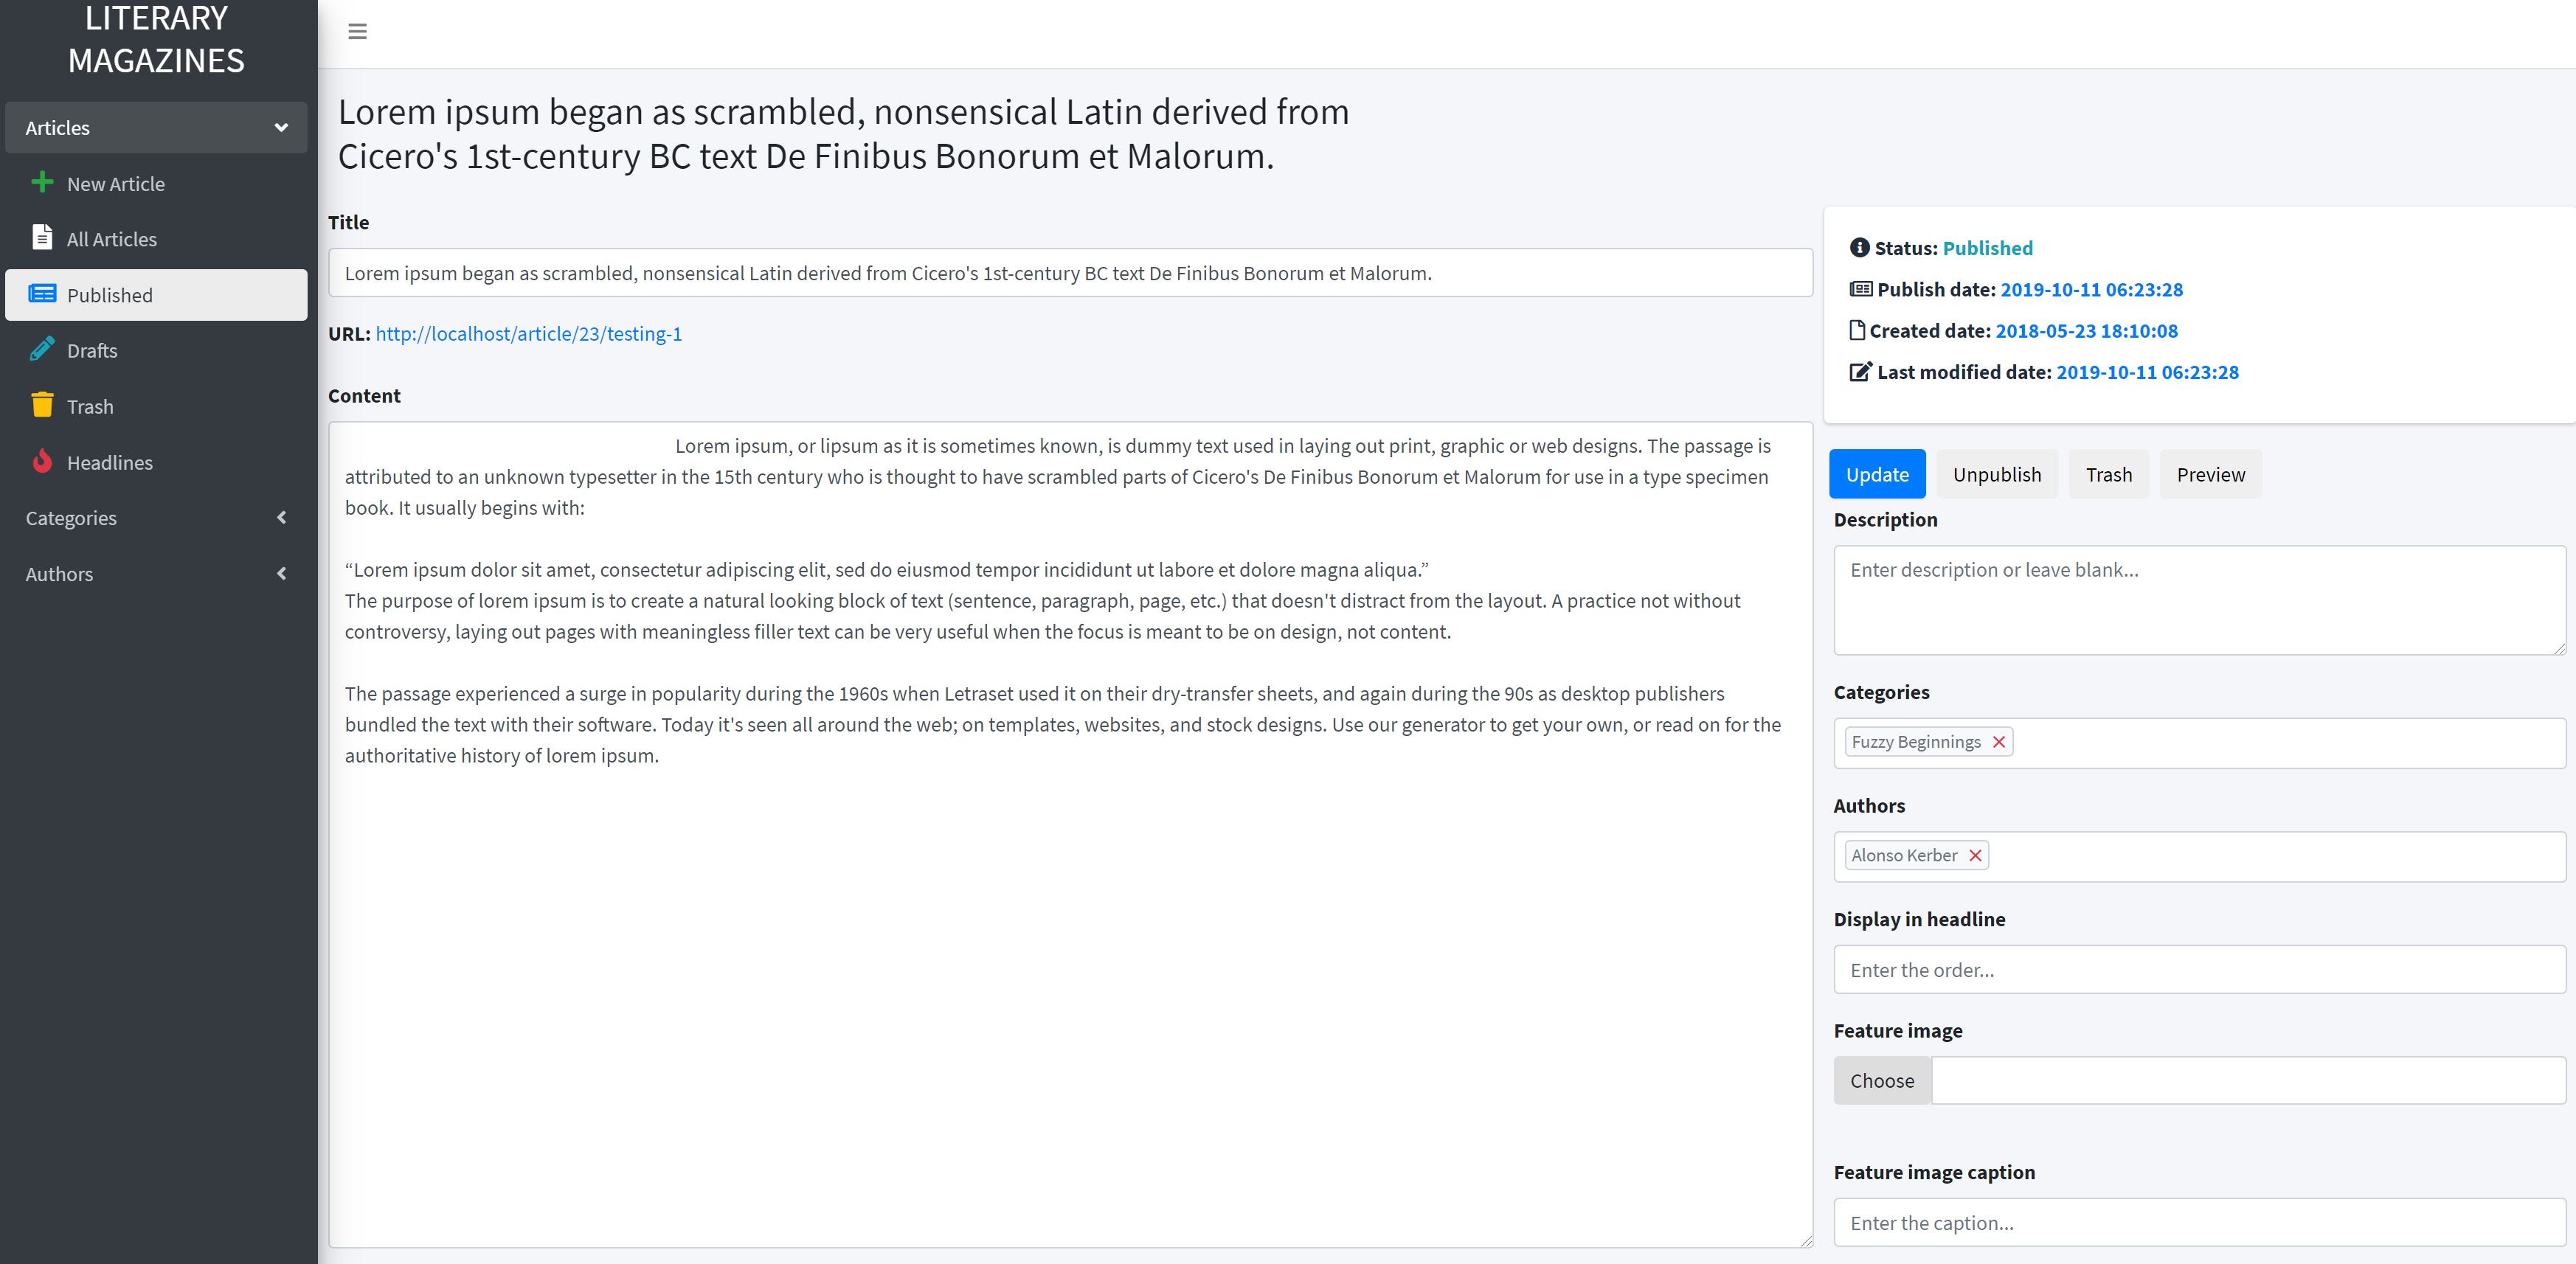 LITERARY
MAGAZINES
Articles
New Article
All Articles
Published
Drafts
Trash
Headlines
Categories
Authors
Lorem ipsum began as scrambled, nonsensical Latin derived from
Cicero's 1st-century BC text De Finibus Bonorum et Malorum.
Title
Lorem ipsum began as scrambled, nonsensical Latin derived from Cicero's 1st-century BC text De Finibus Bonorum et Malorum.
URL: http://localhost/article/23/testing-1
Content
Lorem ipsum, or lipsum as it is sometimes known, is dummy text used in laying out print, graphic or web designs. The passage is
attributed to an unknown typesetter in the 15th century who is thought to have scrambled parts of Cicero's De Finibus Bonorum et Malorum for use in a type specimen
book. It usually begins with:
“Lorem ipsum dolor sit amet, consectetur adipiscing elit, sed do eiusmod tempor incididunt ut labore et dolore magna aliqua.”
The purpose of lorem ipsum is to create a natural looking block of text (sentence, paragraph, page, etc.) that doesn't distract from the layout. A practice not without
controversy, laying out pages with meaningless filler text can be very useful when the focus is meant to be on design, not content.
The passage experienced a surge in popularity during the 1960s when Letraset used it on their dry-transfer sheets, and again during the 90s as desktop publishers
bundled the text with their software. Today it's seen all around the web; on templates, websites, and stock designs. Use our generator to get your own, or read on for the
authoritative history of lorem ipsum.
Status: Published
Publish date: 2019-10-11 06:23:28
Created date: 2018-05-23 18:10:08
Last modified date: 2019-10-11 06:23:28
Update Unpublish Trash Preview
Description
Enter description or leave blank...
Categories
Fuzzy Beginnings
Authors
Alonso Kerber
Display in headline
Enter the order...
Feature image
Choose
Feature image caption
Enter the caption...